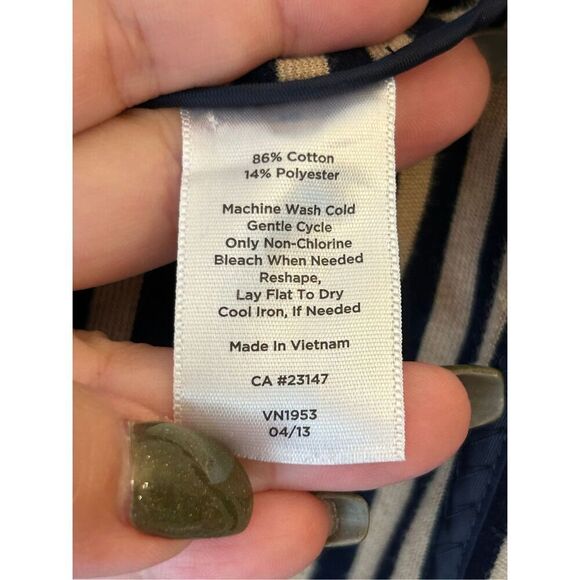 86% Cotton
14% Polyester
Machine Wash Cold
Gentle Cycle
Only Non-Chlorine
Bleach When Needed
Reshape,
Lay Flat To Dry
Cool Iron, If Needed
Made In Vietnam
CA #23147
VN1953
04/13